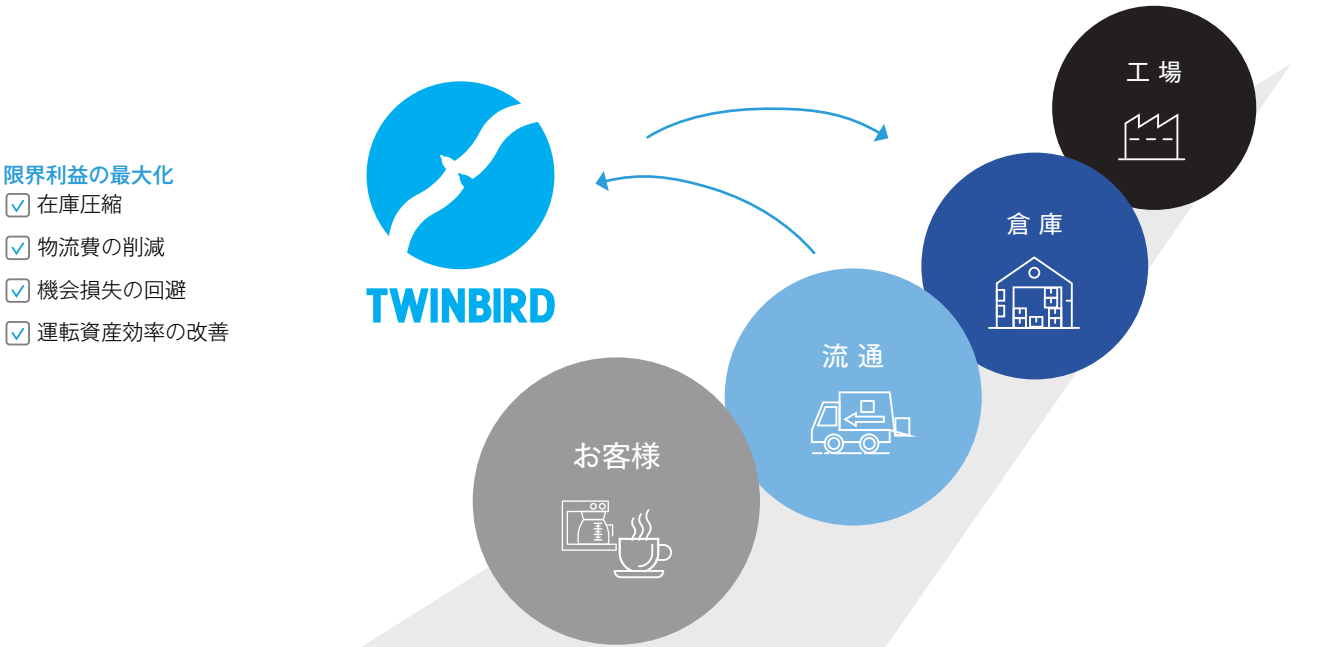 限界利益の最大化
在庫圧縮
物流費の削減
機会損失の回避
運転資産効率の改善
TWINBIRD
工場
倉庫
流通
お客様